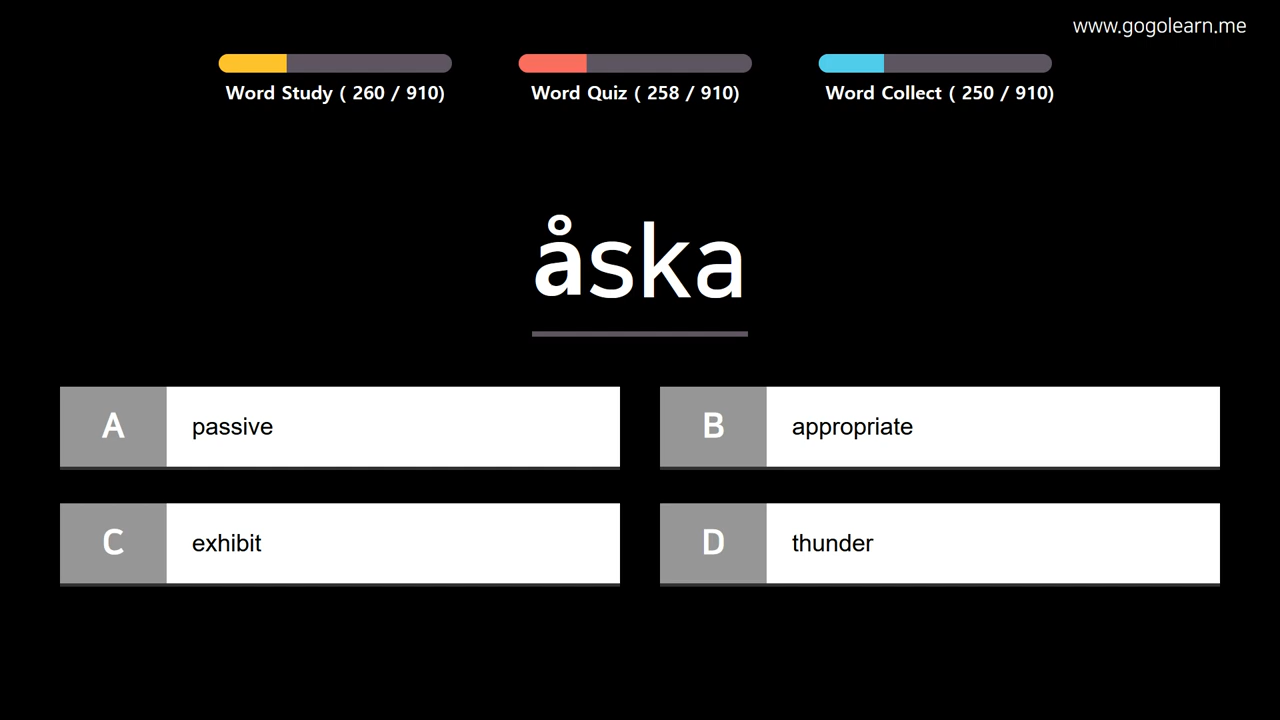 www.gogolearn.me
Word Study ( 260 / 910)
Word Quiz ( 258 / 910)
Word Collect ( 250 / 910)
åska
A passive
B appropriate
C exhibit
D thunder